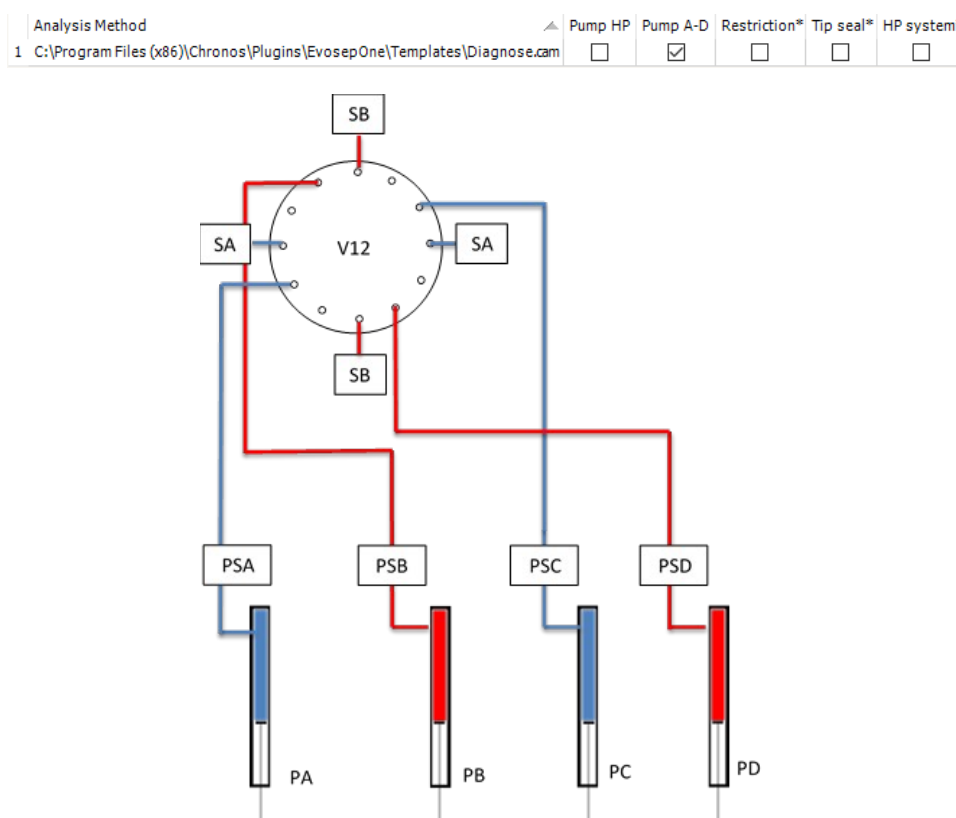 Analysis Method Pump HP Pump A-D Restriction* Tip seal* HP system
1 C:\Program Files (x86)\Chronos\Plugins\EvosepOne\Templates\Diagnose.cam
SB
SA V12 SA
SB
PSA PSB PSC PSD
PA PB PC PD